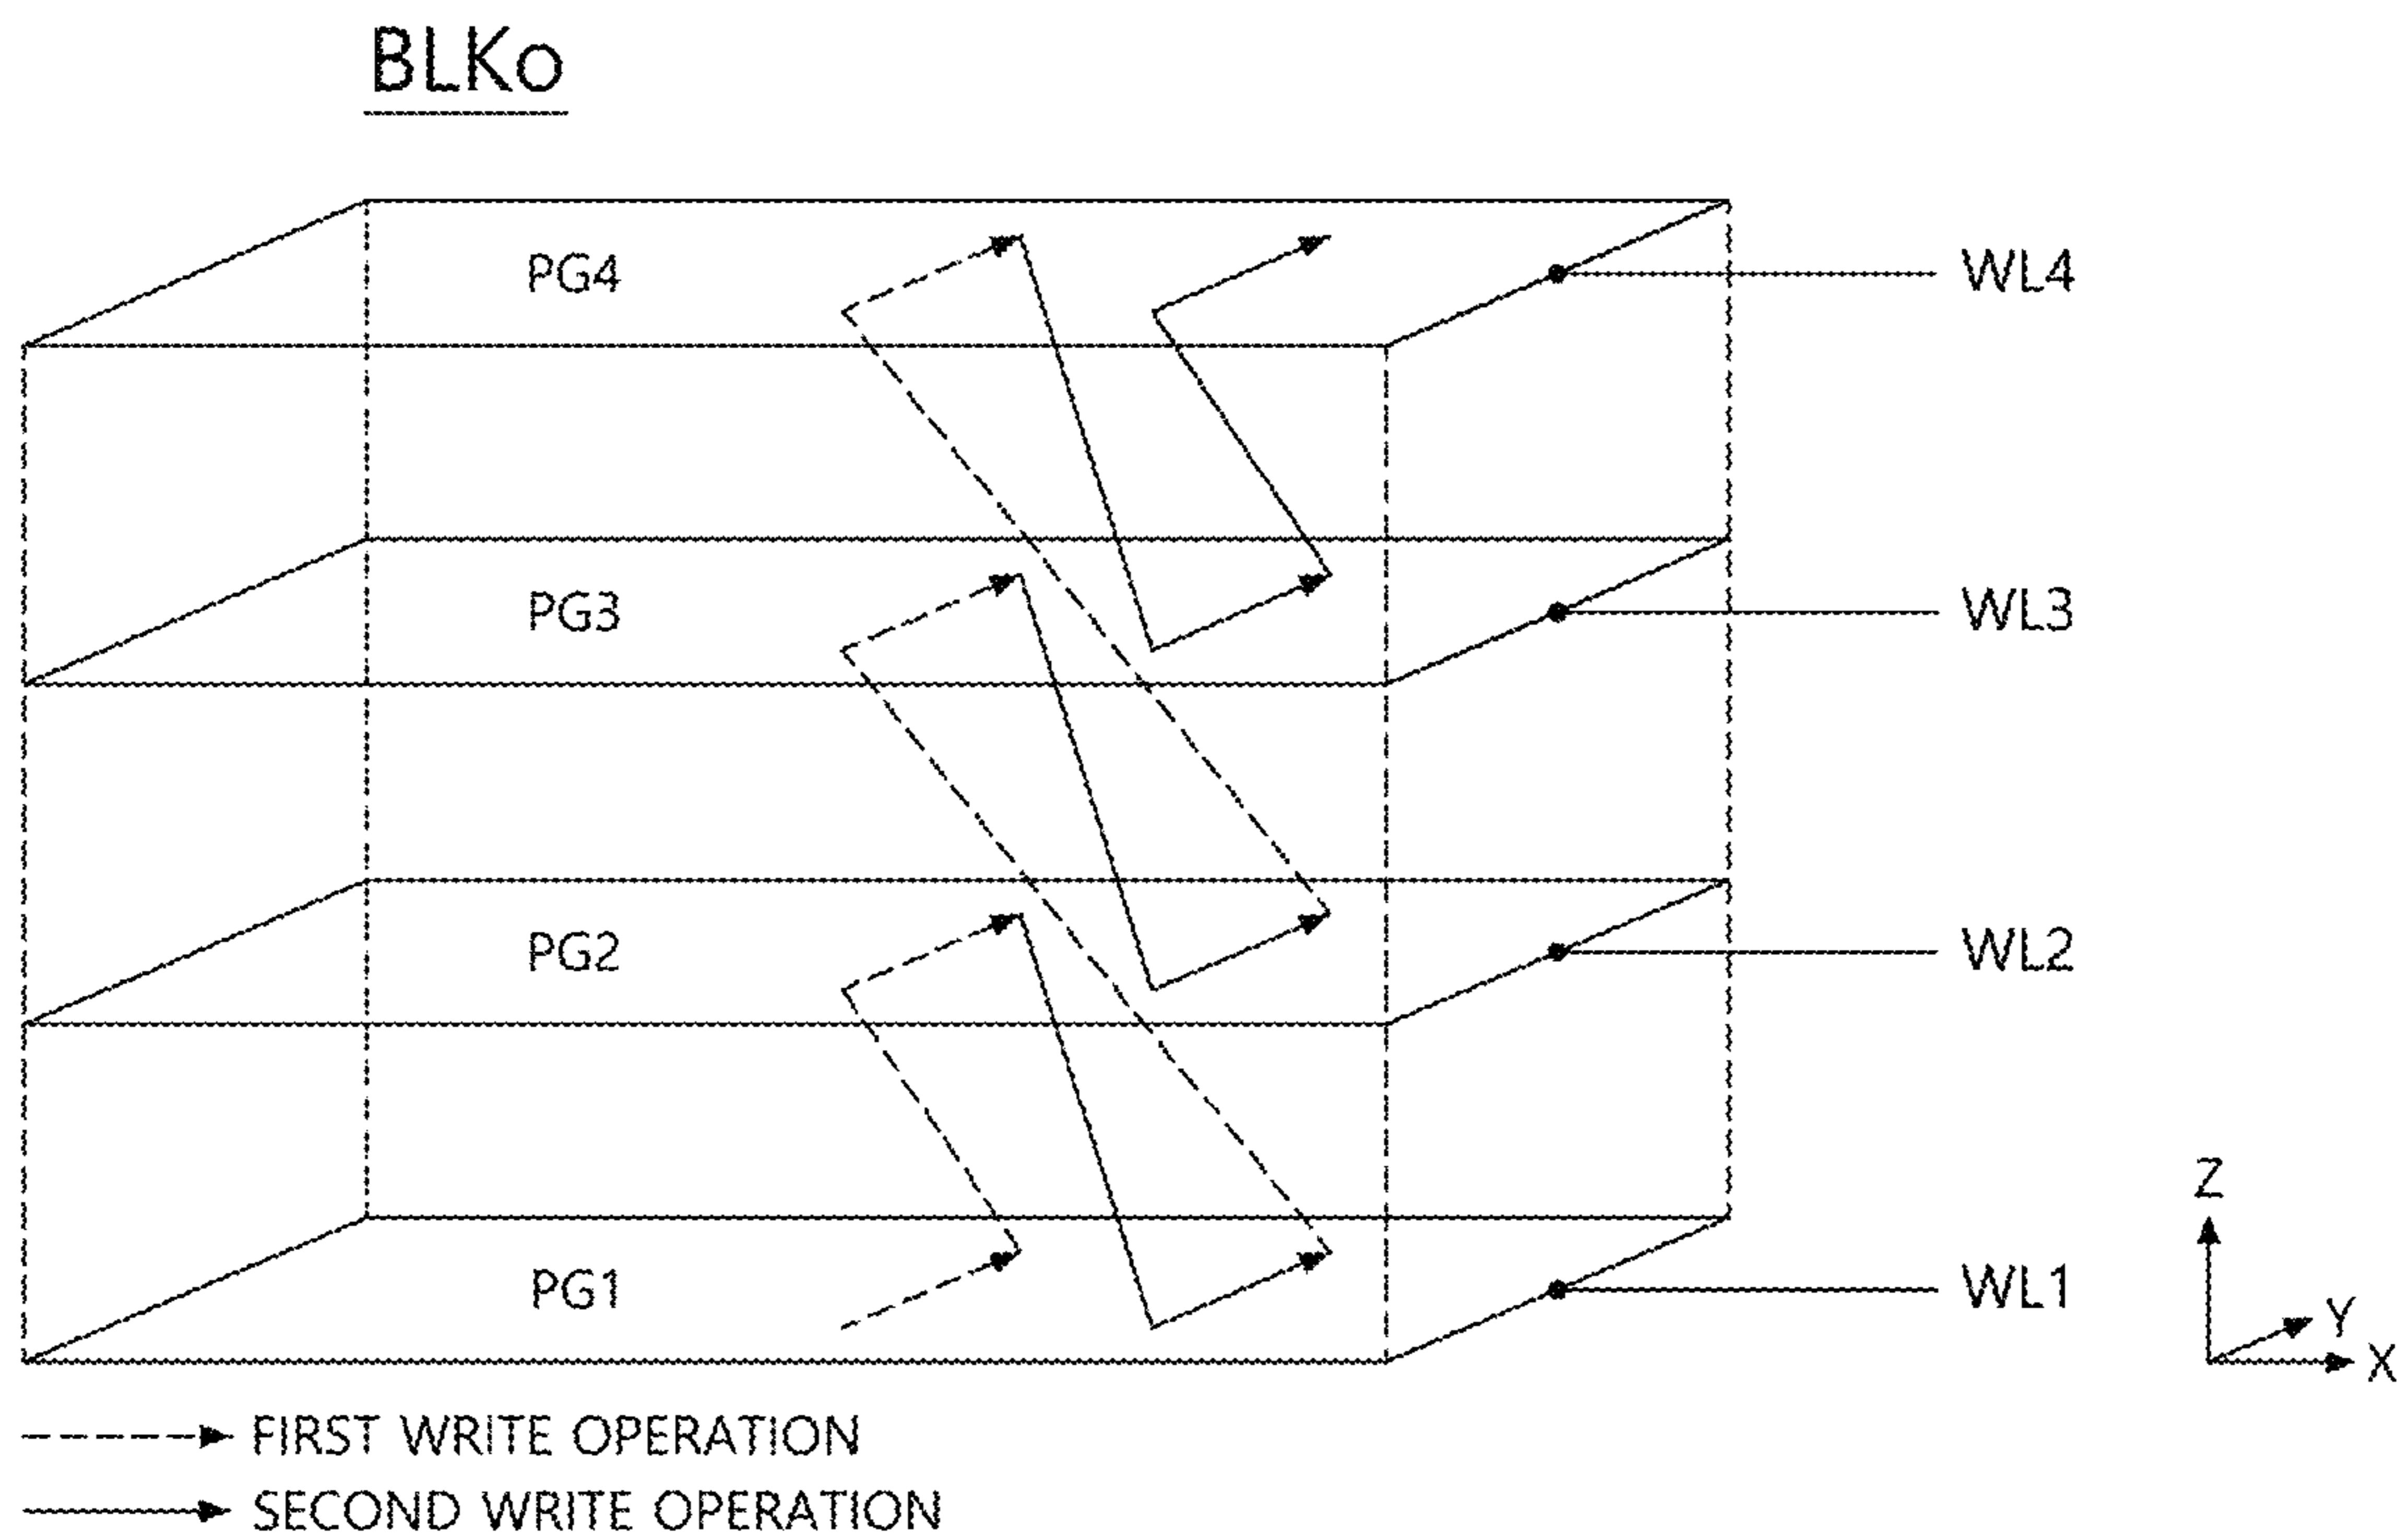 BLKo
PG4
WL4
PG3
WL3
PG2
WL2
PG1
WL1
Z
Y
X
FIRST WRITE OPERATION
SECOND WRITE OPERATION